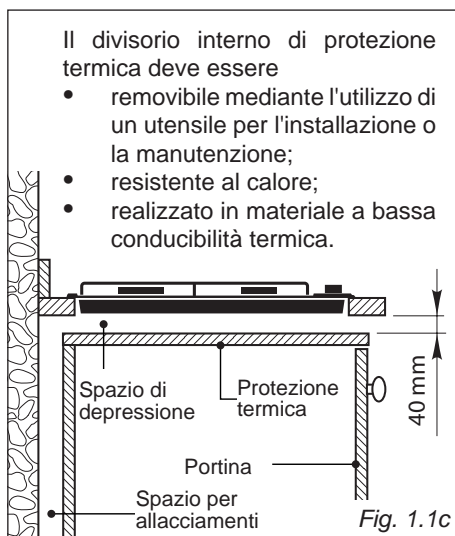 Il divisorio interno di protezione
termica deve essere
• removibile mediante l'utilizzo di
un utensile per l'installazione o
la manutenzione;
• resistente al calore;
• realizzato in materiale a bassa
conducibilità termica.
40 mm
Spazio di
depressione
Protezione
termica
Portina
Spazio per
allacciamenti
Fig. 1.1c